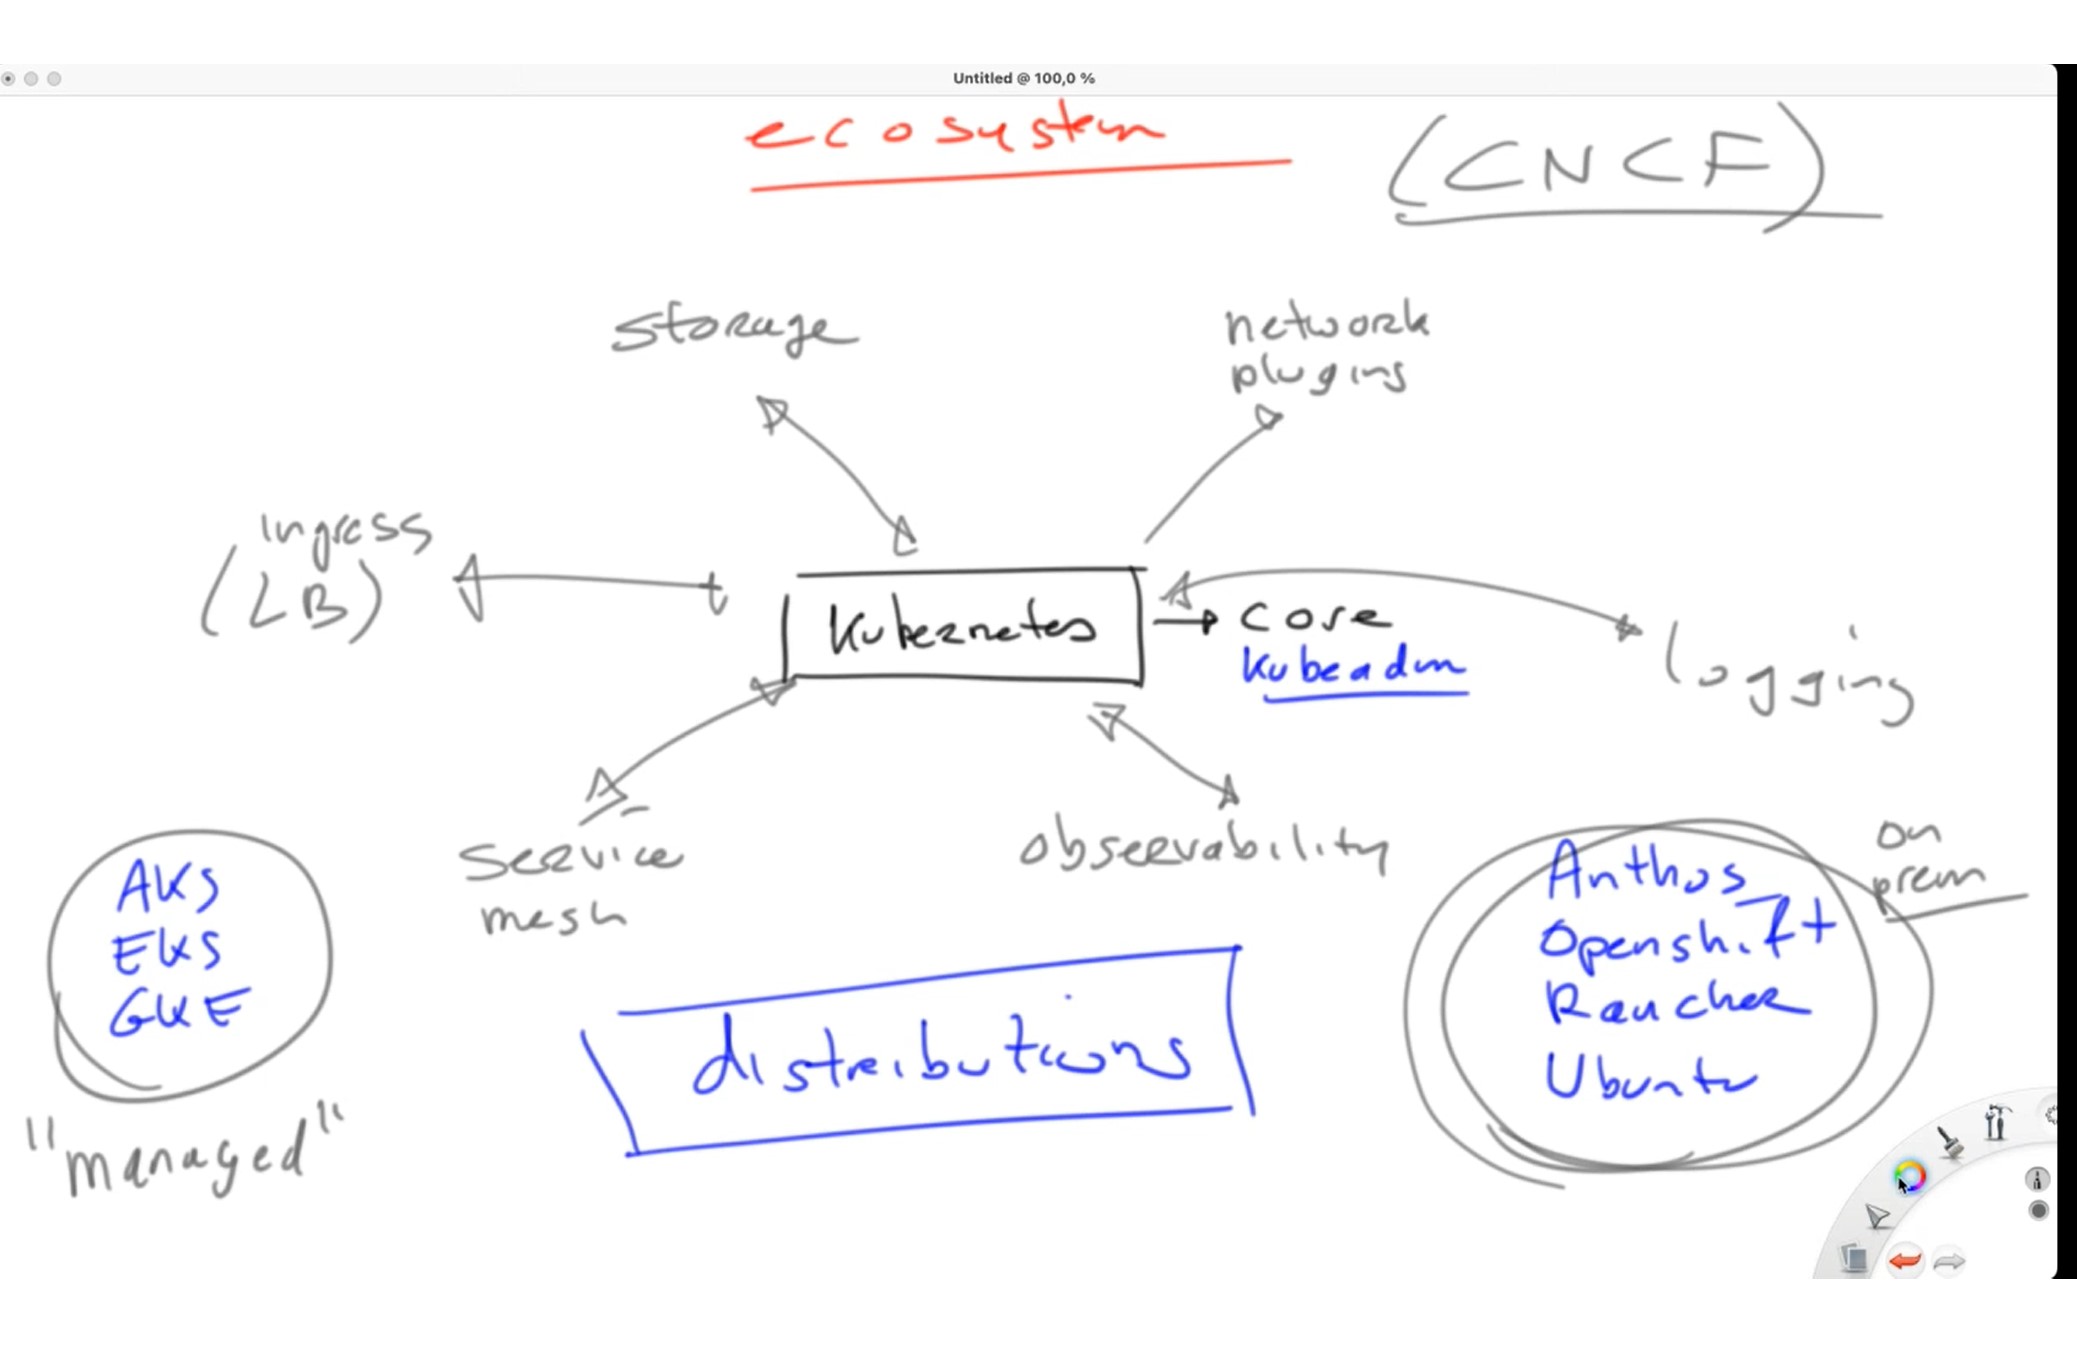 Untitled @ 100,0 %
ecosystem
(CNCF)
storage
network
plugins
ingress
(LB)
Kubernetes
core
Kubeadm
logging
service
mesh
observability
AKS
EKS
GKE
"managed"
distributions
Anthos
Openshift
Rancher
Ubuntu
on
prem